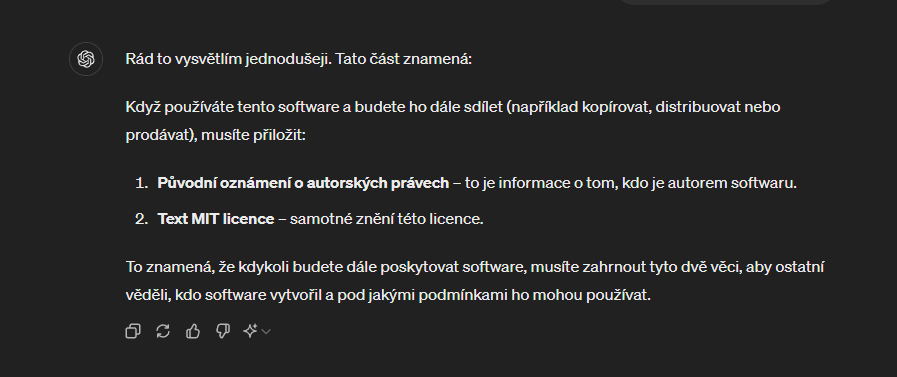 Rád to vysvětlím jednodušeji. Tato část znamená:
Když používáte tento software a budete ho dále sdílet (například kopírovat, distribuovat nebo
prodávat), musíte přiložit:
1. Původní oznámení o autorských právech – to je informace o tom, kdo je autorem softwaru.
2. Text MIT licence – samotné znění této licence.
To znamená, že kdykoli budete dále poskytovat software, musíte zahrnout tyto dvě věci, aby ostatní
věděli, kdo software vytvořil a pod jakými podmínkami ho mohou používat.